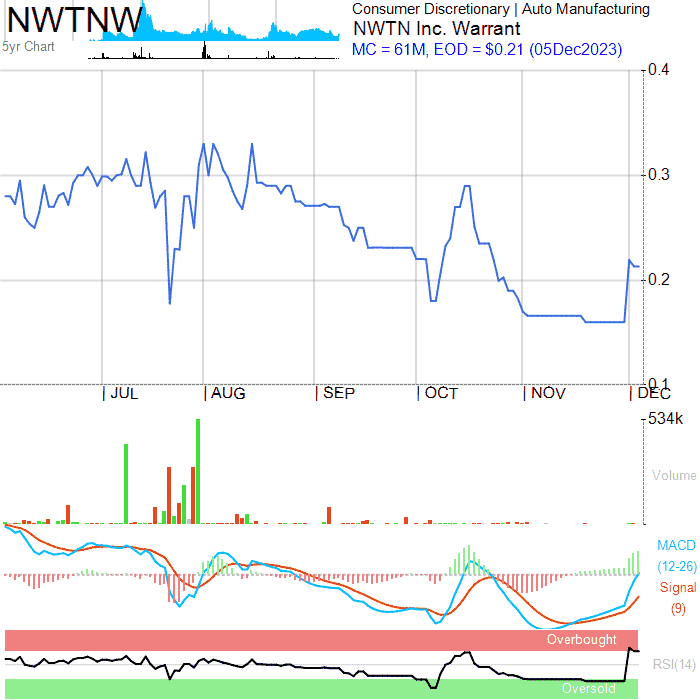 NWTNW
5yr Chart
Consumer Discretionary | Auto Manufacturing
NWTN Inc. Warrant
MC = 61M, EOD = $0.21 (05Dec2023)
0.4
0.3
0.2
0.1
| JUL | AUG | SEP | OCT | NOV | DEC
534k
Volume
MACD
(12-26)
Signal
(9)
Overbought
RSI(14)
Oversold